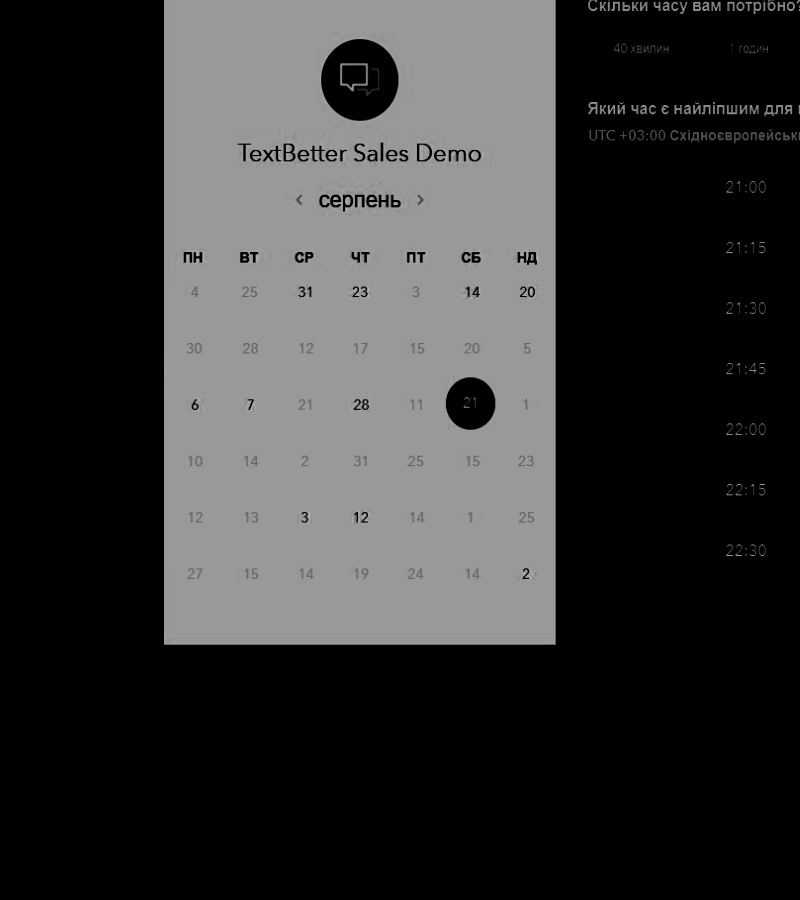 TextBetter Sales Demo
серпень
ПН ВТ СР ЧТ ПТ СБ НД
4 25 31 23 3 14 20
30 28 12 17 15 20 5
6 7 21 28 11 21 1
10 14 2 31 25 15 23
12 13 3 12 14 1 25
27 15 14 19 24 14 2
Скільки часу вам потрібно?
40 хвилин 1 годин
Який час є найліпшим для
UTC +03:00 Східноєвропейськ
21:00
21:15
21:30
21:45
22:00
22:15
22:30